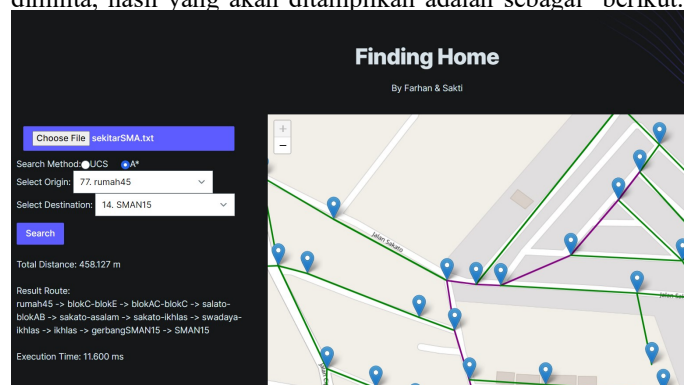 diminta, hasil yang akan ditampilkan adalah sebagai berikut.
Finding Home
By Farhan & Sakti
Choose File sekitarSMA.txt
Search Method: UCS A*
Select Origin: 77. rumah45
Select Destination: 14. SMAN15
Search
Total Distance: 458.127 m
Result Route:
rumah45 -> blokC-blokE -> blokAC-blokC -> salato-
blokAB -> sakato-asalam -> sakato-ikhlas -> swadaya-
ikhlas -> ikhlas -> gerbangSMAN15 -> SMAN15
Execution Time: 11.600 ms
+
−
Jalan Sakato